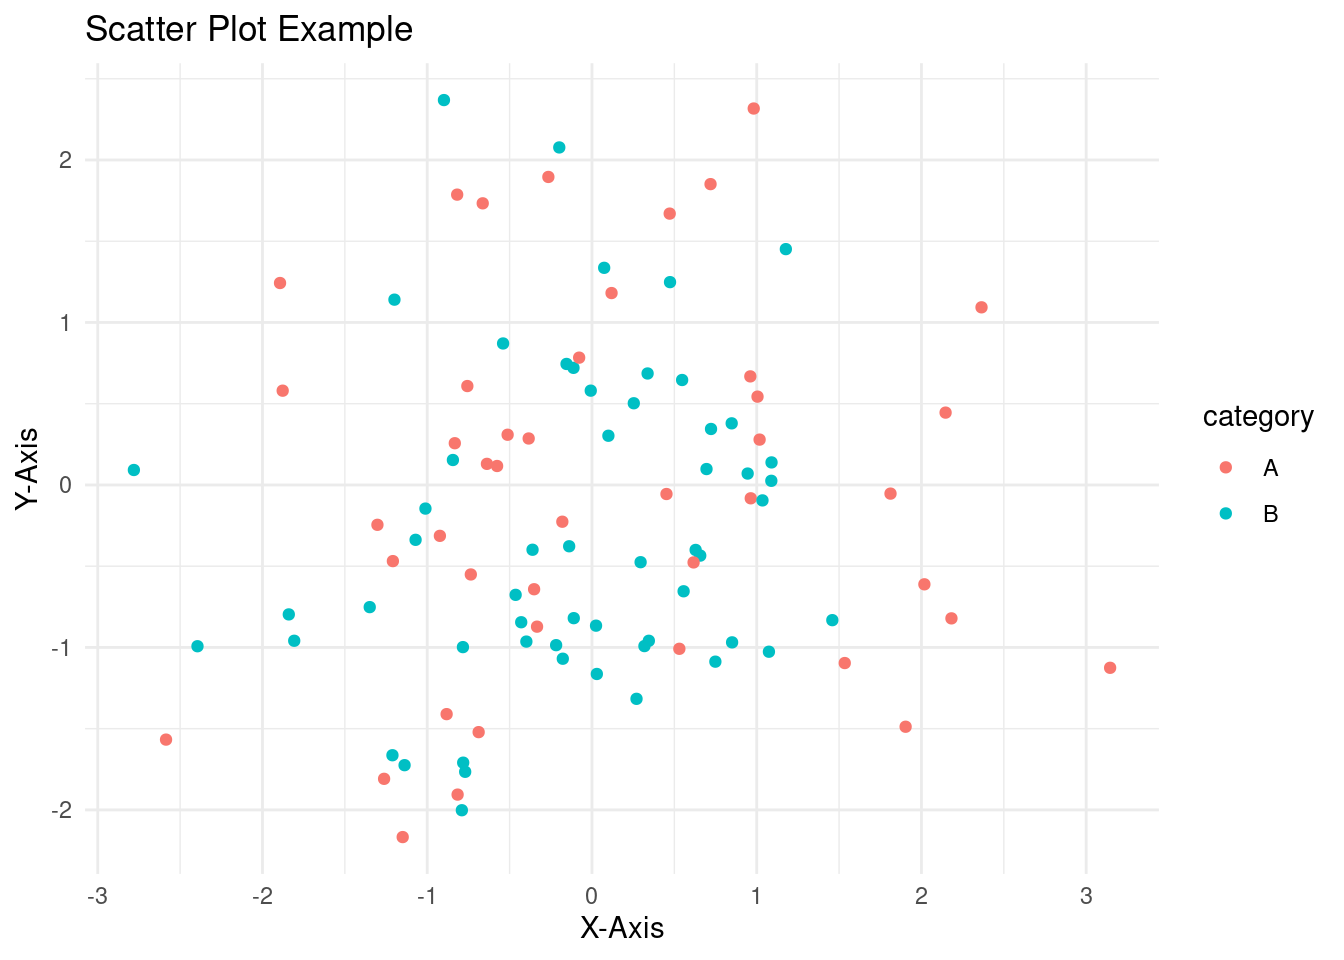 Scatter Plot Example
Y-Axis
2
1
0
-1
-2
-3 -2 -1 0 1 2 3
X-Axis
category
A
B